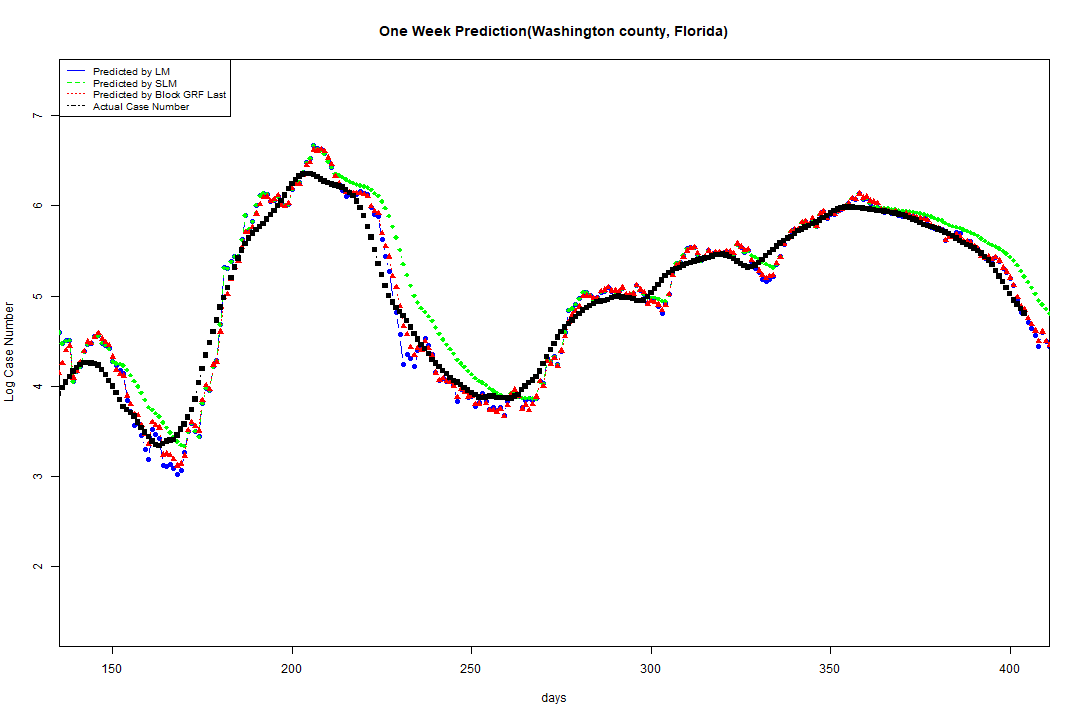 One Week Prediction(Washington county, Florida)
Predicted by LM
Predicted by SLM
Predicted by Block GRF Last
Actual Case Number
7
6
5
4
3
2
Log Case Number
150 200 250 300 350 400
days